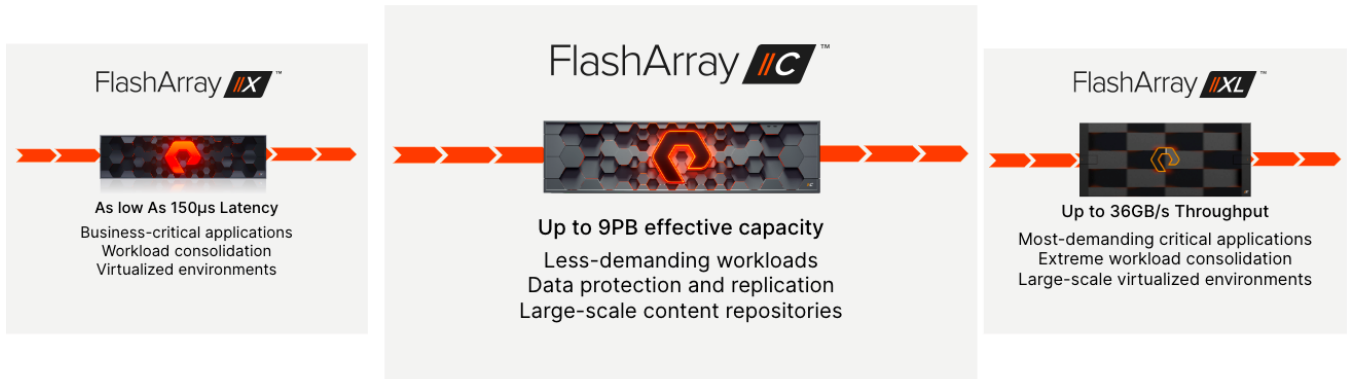 FlashArray //X™
As low As 150µs Latency
Business-critical applications
Workload consolidation
Virtualized environments
FlashArray //C™
Up to 9PB effective capacity
Less-demanding workloads
Data protection and replication
Large-scale content repositories
FlashArray //XL™
Up to 36GB/s Throughput
Most-demanding critical applications
Extreme workload consolidation
Large-scale virtualized environments